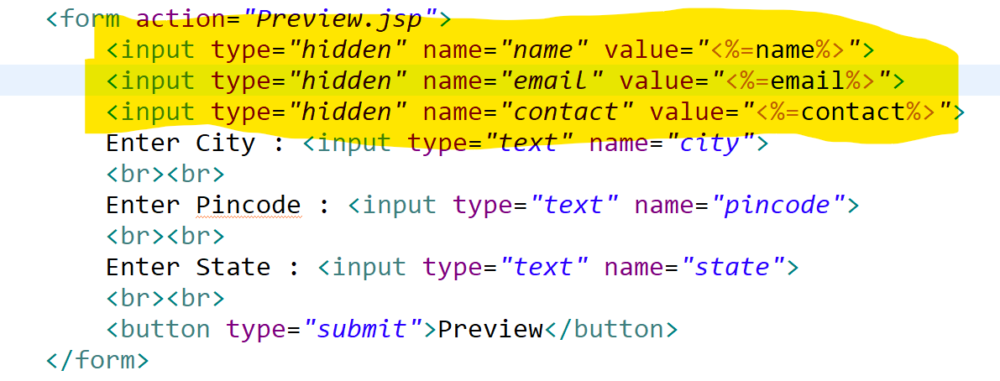 <form action="Preview.jsp">
<input type="hidden" name="name" value="<%=name%>">
<input type="hidden" name="email" value="<%=email%>">
<input type="hidden" name="contact" value="<%=contact%>">
Enter City : <input type="text" name="city">
<br><br>
Enter Pincode : <input type="text" name="pincode">
<br><br>
Enter State : <input type="text" name="state">
<br><br>
<button type="submit">Preview</button>
</form>